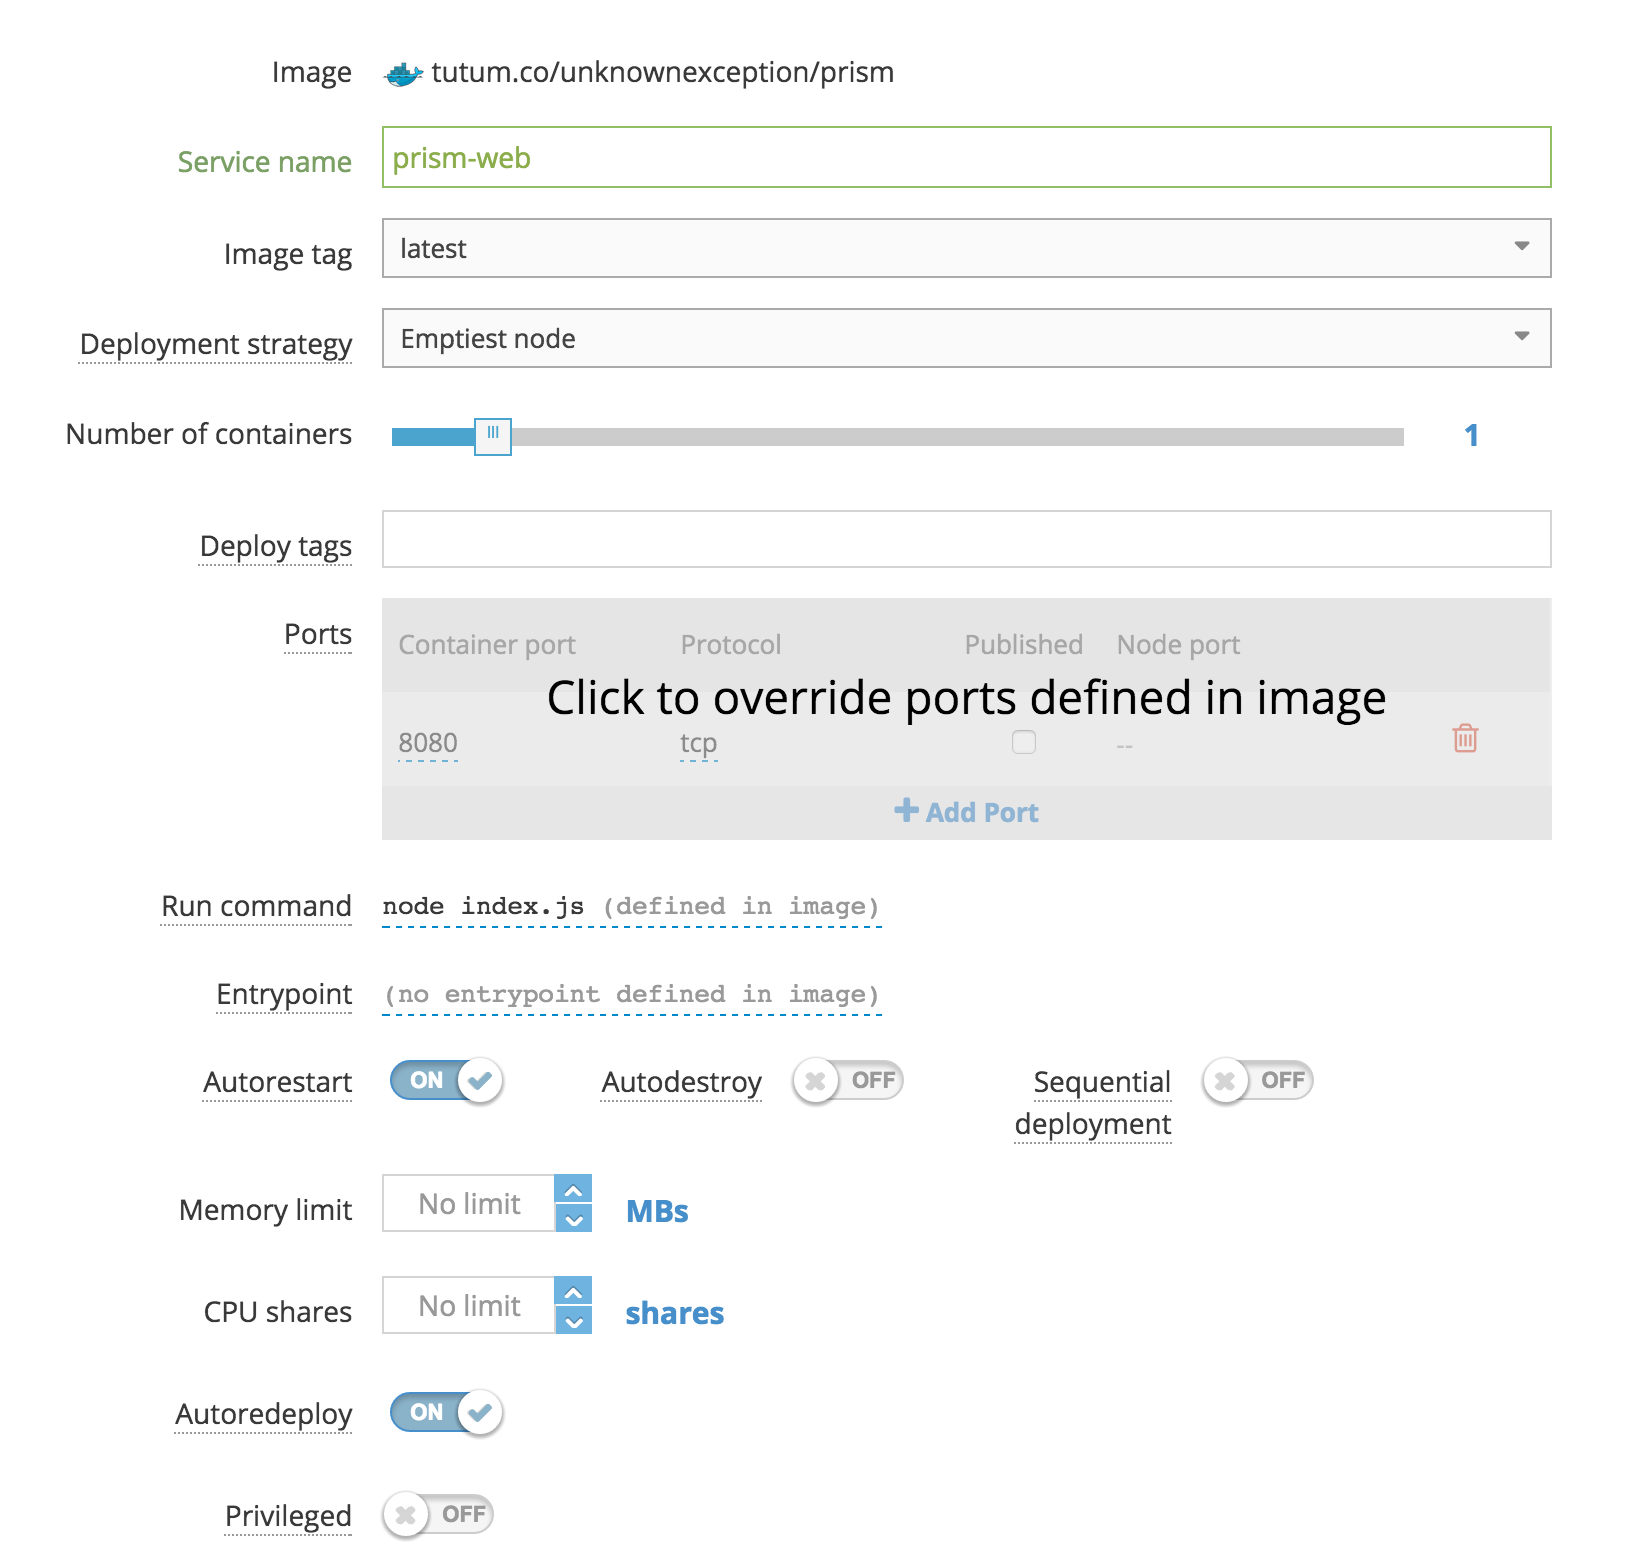 Image tutum.co/unknownexception/prism
Service name prism-web
Image tag latest
Deployment strategy Emptiest node
Number of containers 1
Deploy tags
Ports Container port Protocol Published Node port
Click to override ports defined in image
8080 tcp --
Add Port
Run command node index.js (defined in image)
Entrypoint (no entrypoint defined in image)
Autorestart ON Autodestroy OFF Sequential OFF
deployment
Memory limit No limit MBs
CPU shares No limit shares
Autoredeploy ON
Privileged OFF